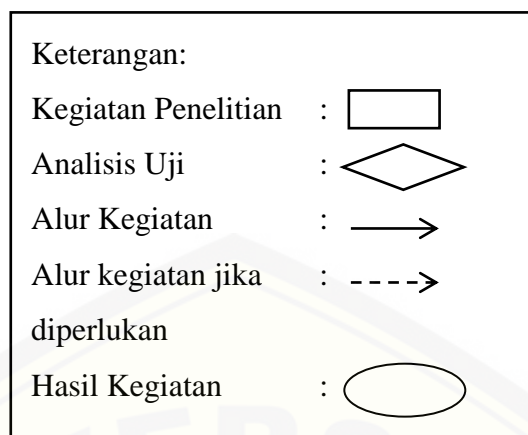 Keterangan:
Kegiatan Penelitian :
Analisis Uji :
Alur Kegiatan :
Alur kegiatan jika :
diperlukan
Hasil Kegiatan :